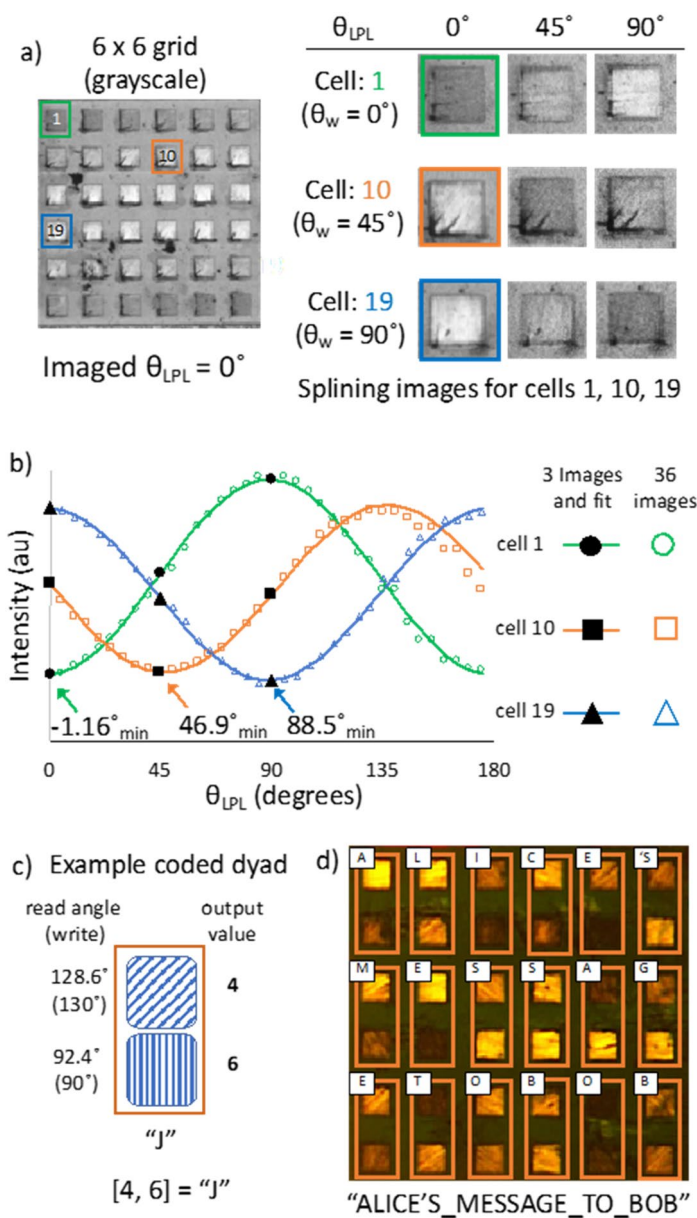 a)
6 x 6 grid
(grayscale)
1
10
19
Imaged θLPL = 0˚
θLPL 0˚ 45˚ 90˚
Cell: 1
(θw = 0˚)
Cell: 10
(θw = 45˚)
Cell: 19
(θw = 90˚)
Splining images for cells 1, 10, 19
b)
Intensity (au)
-1.16˚min 46.9˚min 88.5˚min
0 45 90 135 180
θLPL (degrees)
3 Images and fit
36 images
cell 1
cell 10
cell 19
c) Example coded dyad
read angle
(write)
output
value
128.6˚
(130˚)
4
92.4˚
(90˚)
6
"J"
[4, 6] = "J"
d)
A L I C E 'S
M E S S A G
E T O B O B
"ALICE'S_MESSAGE_TO_BOB"